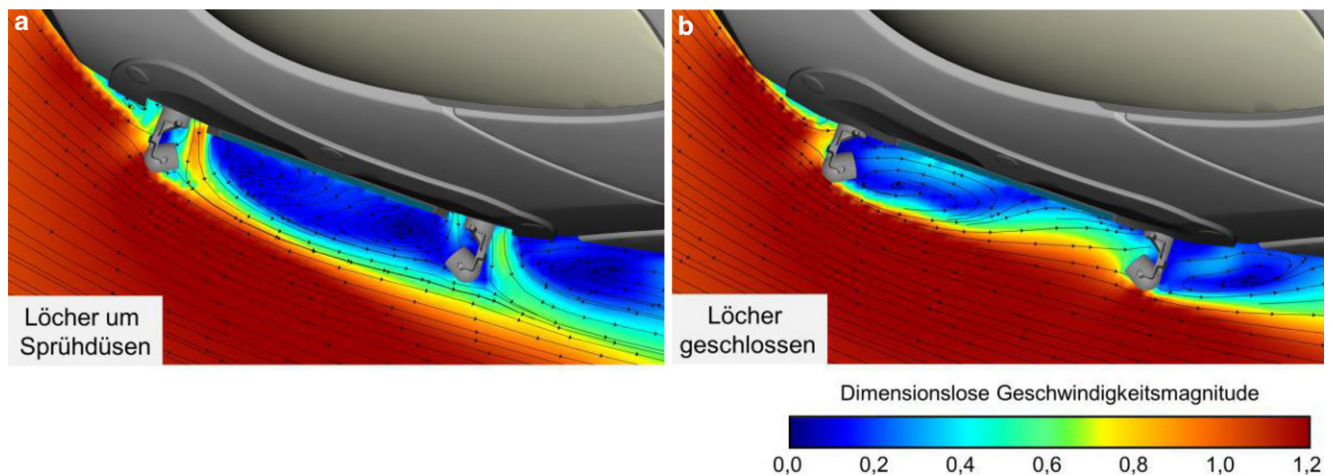 a
b
Löcher um
Sprühdüsen
Löcher
geschlossen
Dimensionslose Geschwindigkeitsmagnitude
0,0 0,2 0,4 0,6 0,8 1,0 1,2